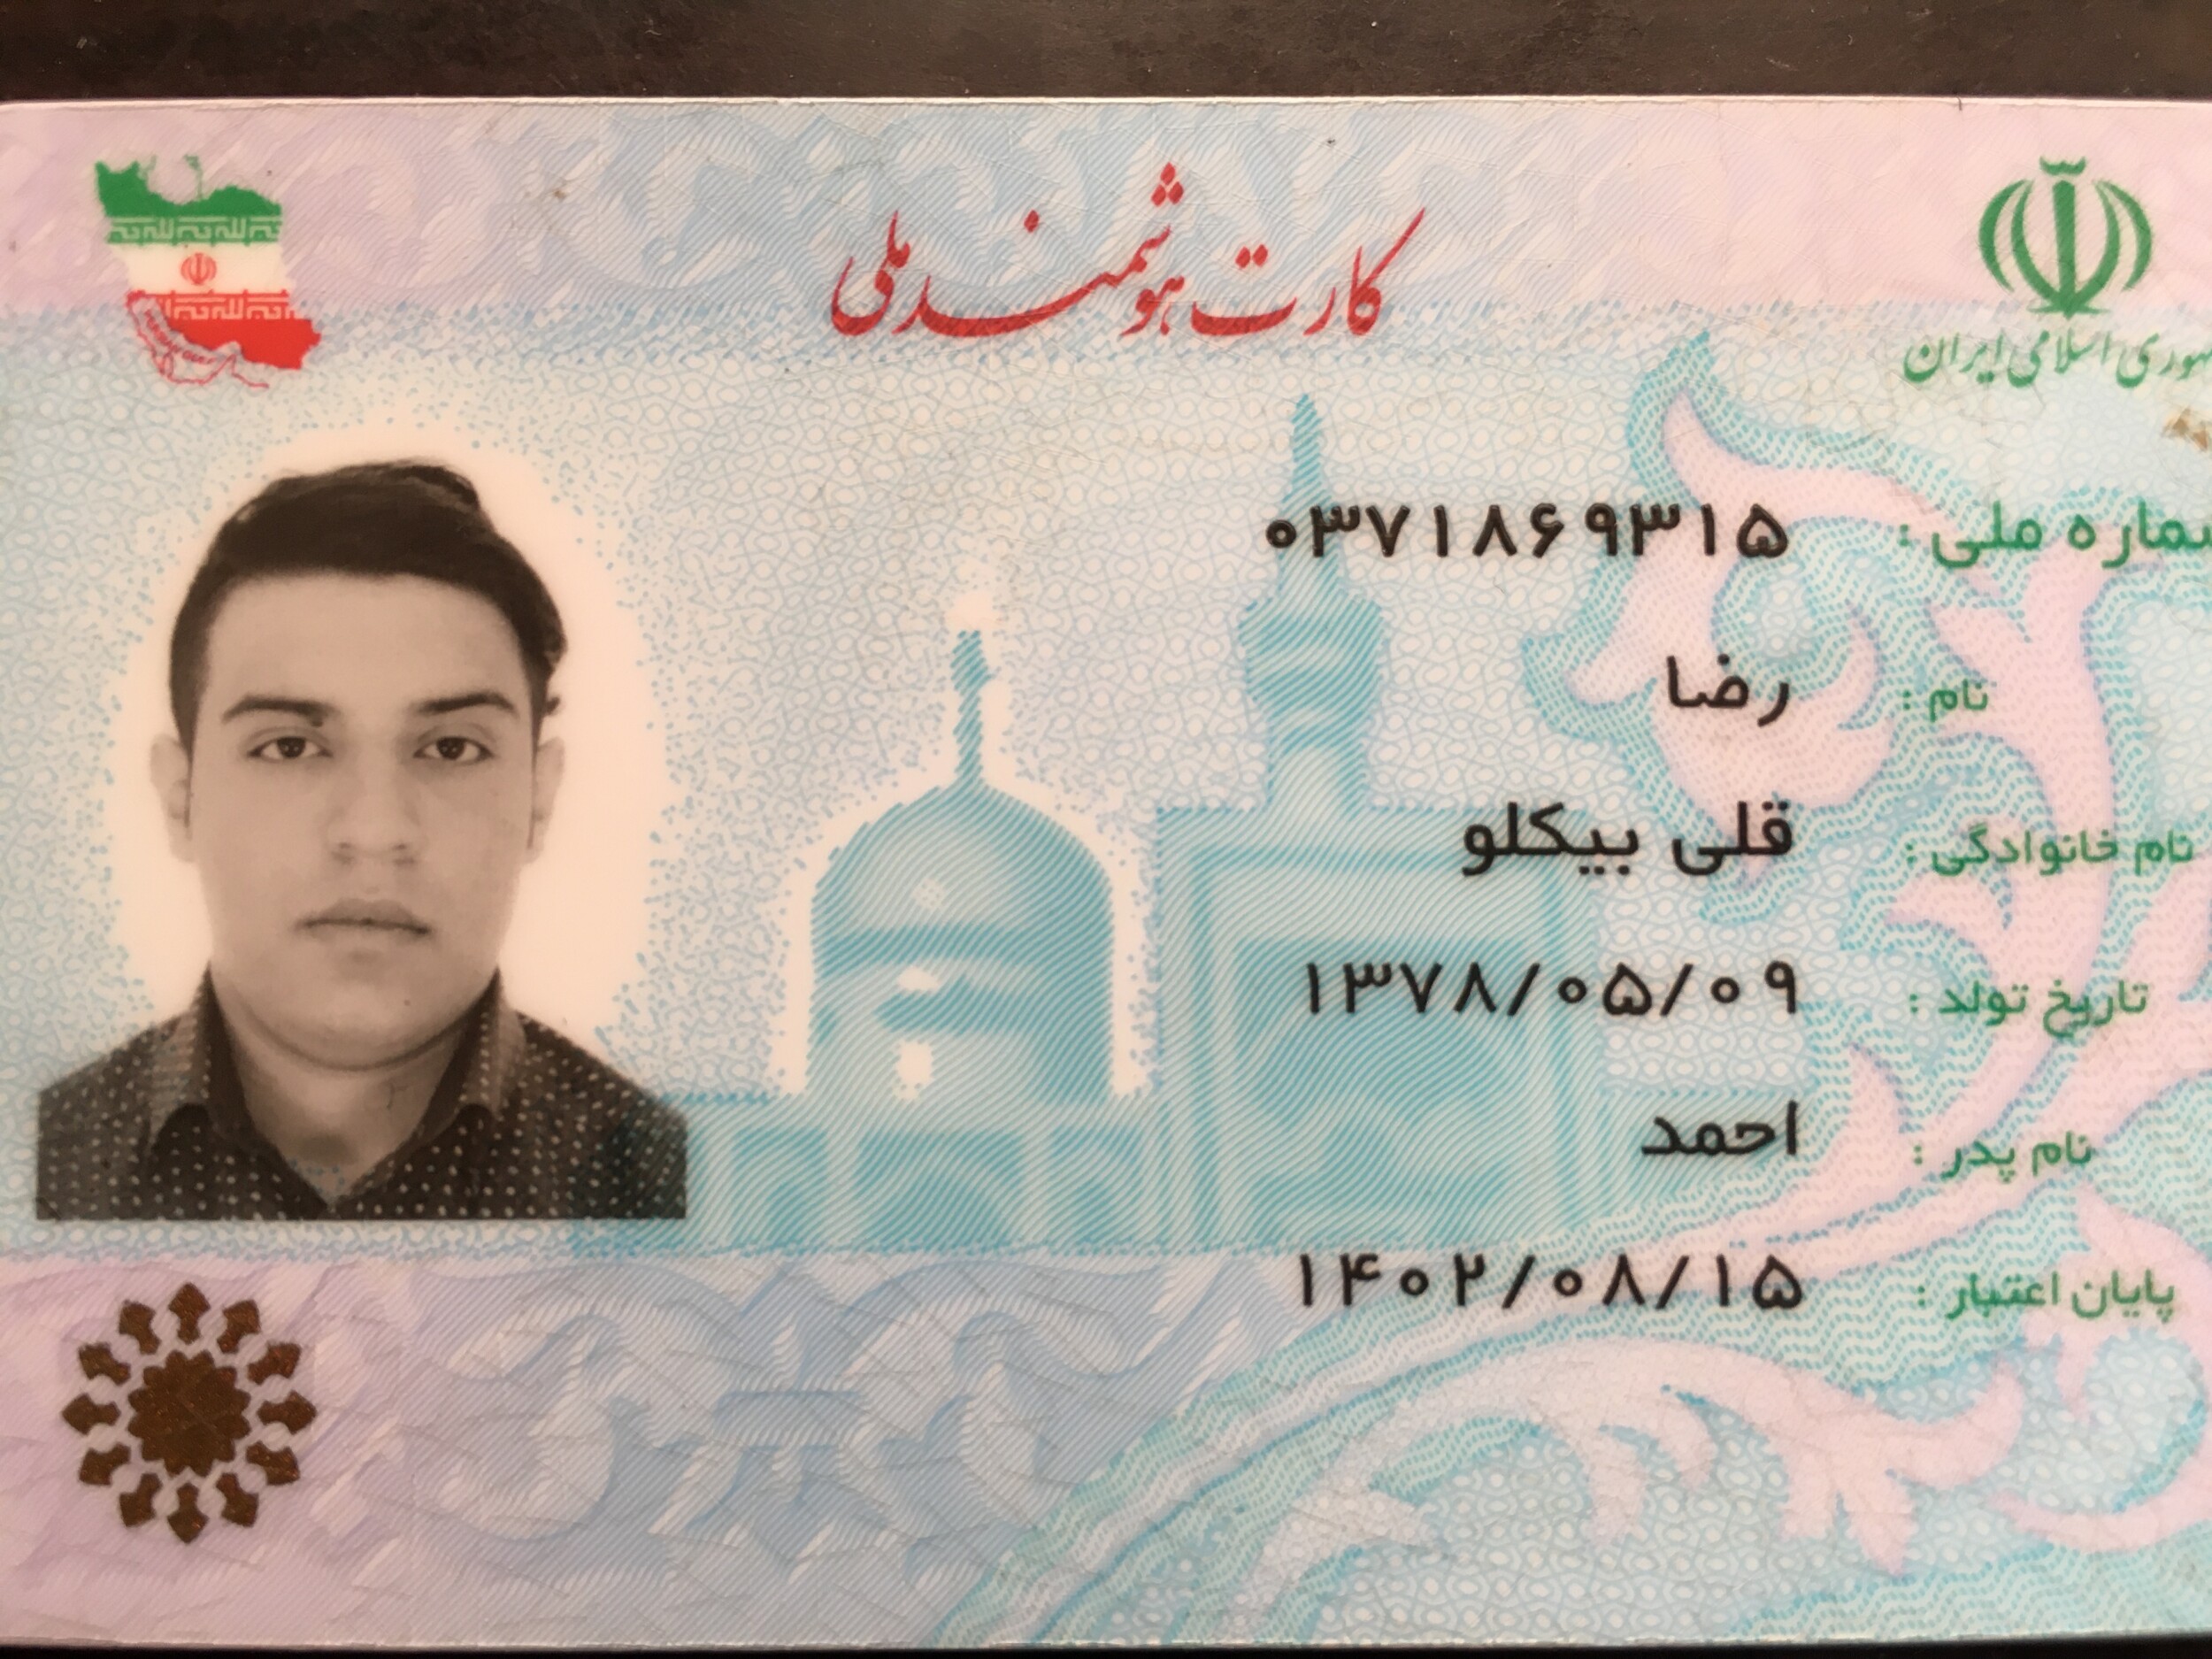 کارت هوشمند ملی
جمهوری اسلامی ایران
شماره ملی : ۰۳۷۱۸۶۹۳۱۵
نام : رضا
نام خانوادگی : قلی بیکلو
تاریخ تولد : ۱۳۷۸/۰۵/۰۹
نام پدر : احمد
پایان اعتبار : ۱۴۰۲/۰۸/۱۵